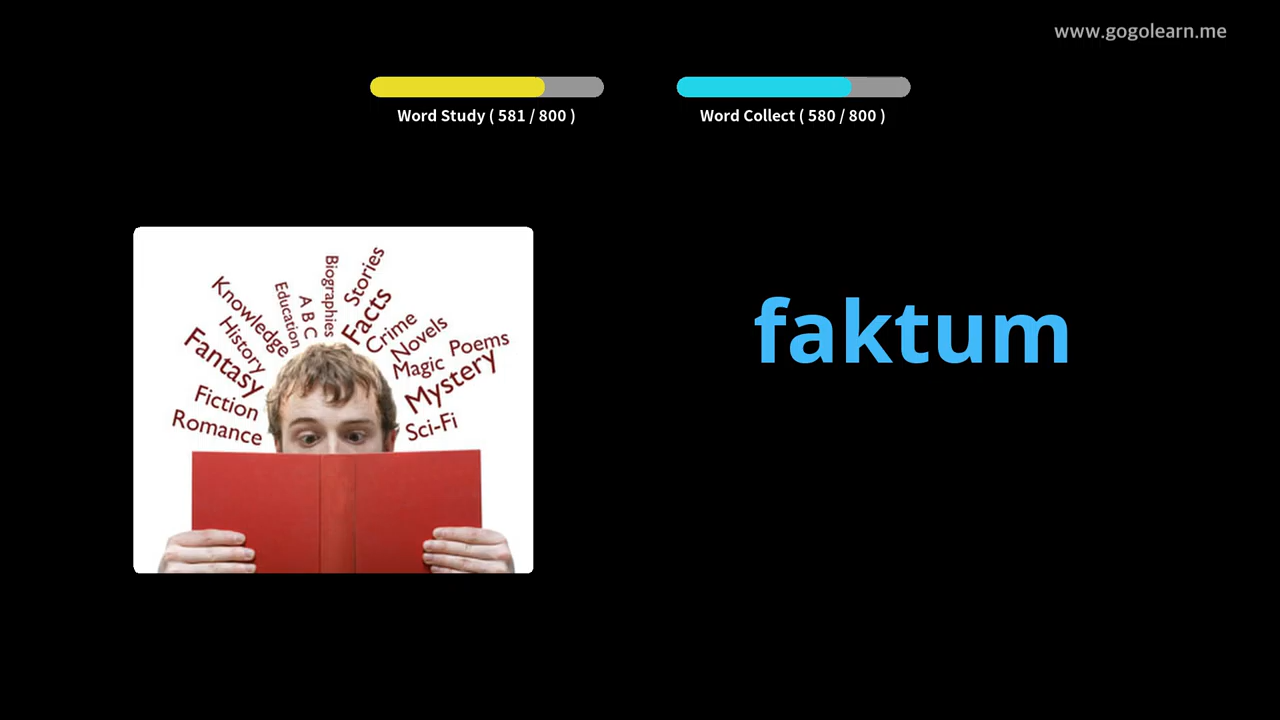 www.gogolearn.me
Word Study ( 581 / 800 )
Word Collect ( 580 / 800 )
faktum
Romance
Fiction
Fantasy
History
Knowledge
Education
A B C
Biographies
Stories
Facts
Crime
Novels
Magic
Poems
Mystery
Sci-Fi